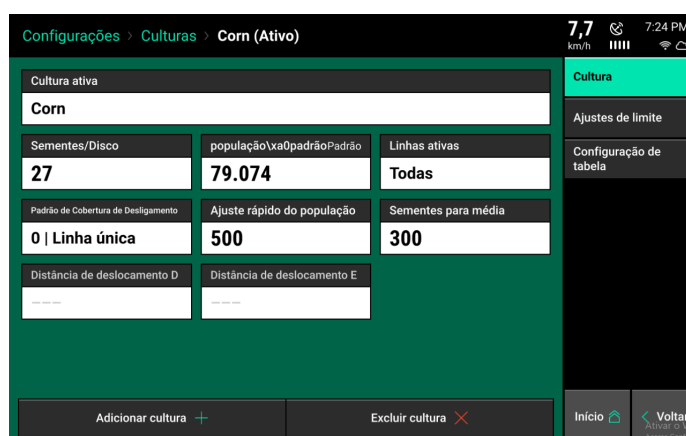 Configurações > Culturas > Corn (Ativo)
7,7
km/h
7:24 PM
Cultura ativa
Corn
Sementes/Disco
27
população\xa0padrãoPadrão
79.074
Linhas ativas
Todas
Padrão de Cobertura de Desligamento
0 | Linha única
Ajuste rápido do população
500
Sementes para média
300
Distância de deslocamento D
---
Distância de deslocamento E
---
Adicionar cultura
Excluir cultura
Cultura
Ajustes de limite
Configuração de
tabela
Início
Voltar
Ativar o